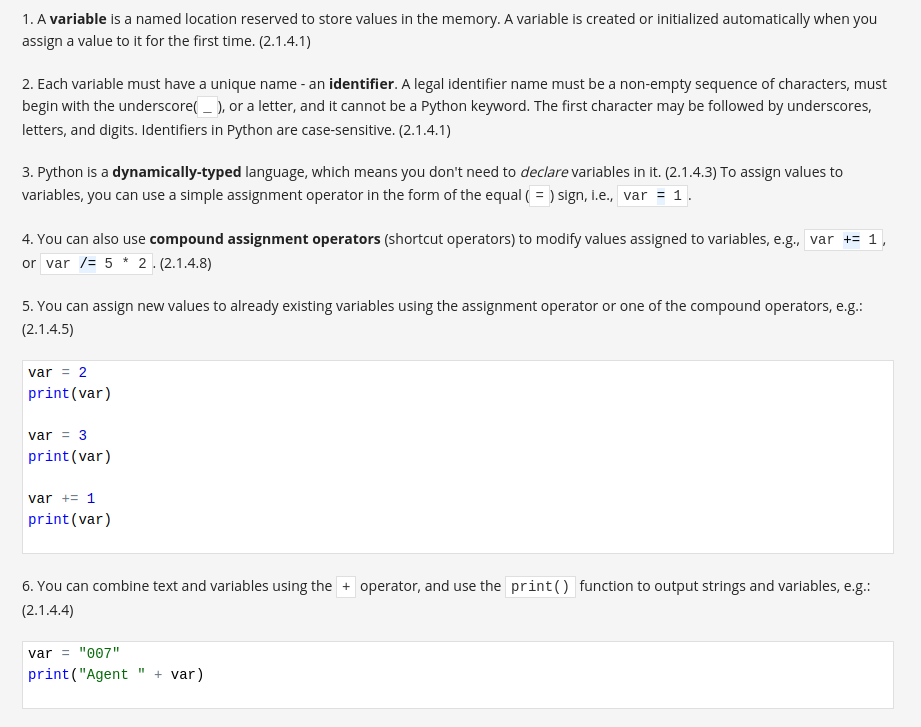 1. A variable is a named location reserved to store values in the memory. A variable is created or initialized automatically when you
assign a value to it for the first time. (2.1.4.1)
2. Each variable must have a unique name - an identifier. A legal identifier name must be a non-empty sequence of characters, must
begin with the underscore( _ ), or a letter, and it cannot be a Python keyword. The first character may be followed by underscores,
letters, and digits. Identifiers in Python are case-sensitive. (2.1.4.1)
3. Python is a dynamically-typed language, which means you don't need to declare variables in it. (2.1.4.3) To assign values to
variables, you can use a simple assignment operator in the form of the equal ( = ) sign, i.e., var = 1 .
4. You can also use compound assignment operators (shortcut operators) to modify values assigned to variables, e.g., var += 1 ,
or var /= 5 * 2 . (2.1.4.8)
5. You can assign new values to already existing variables using the assignment operator or one of the compound operators, e.g.:
(2.1.4.5)
var = 2
print(var)
var = 3
print(var)
var += 1
print(var)
6. You can combine text and variables using the + operator, and use the print() function to output strings and variables, e.g.:
(2.1.4.4)
var = "007"
print("Agent " + var)